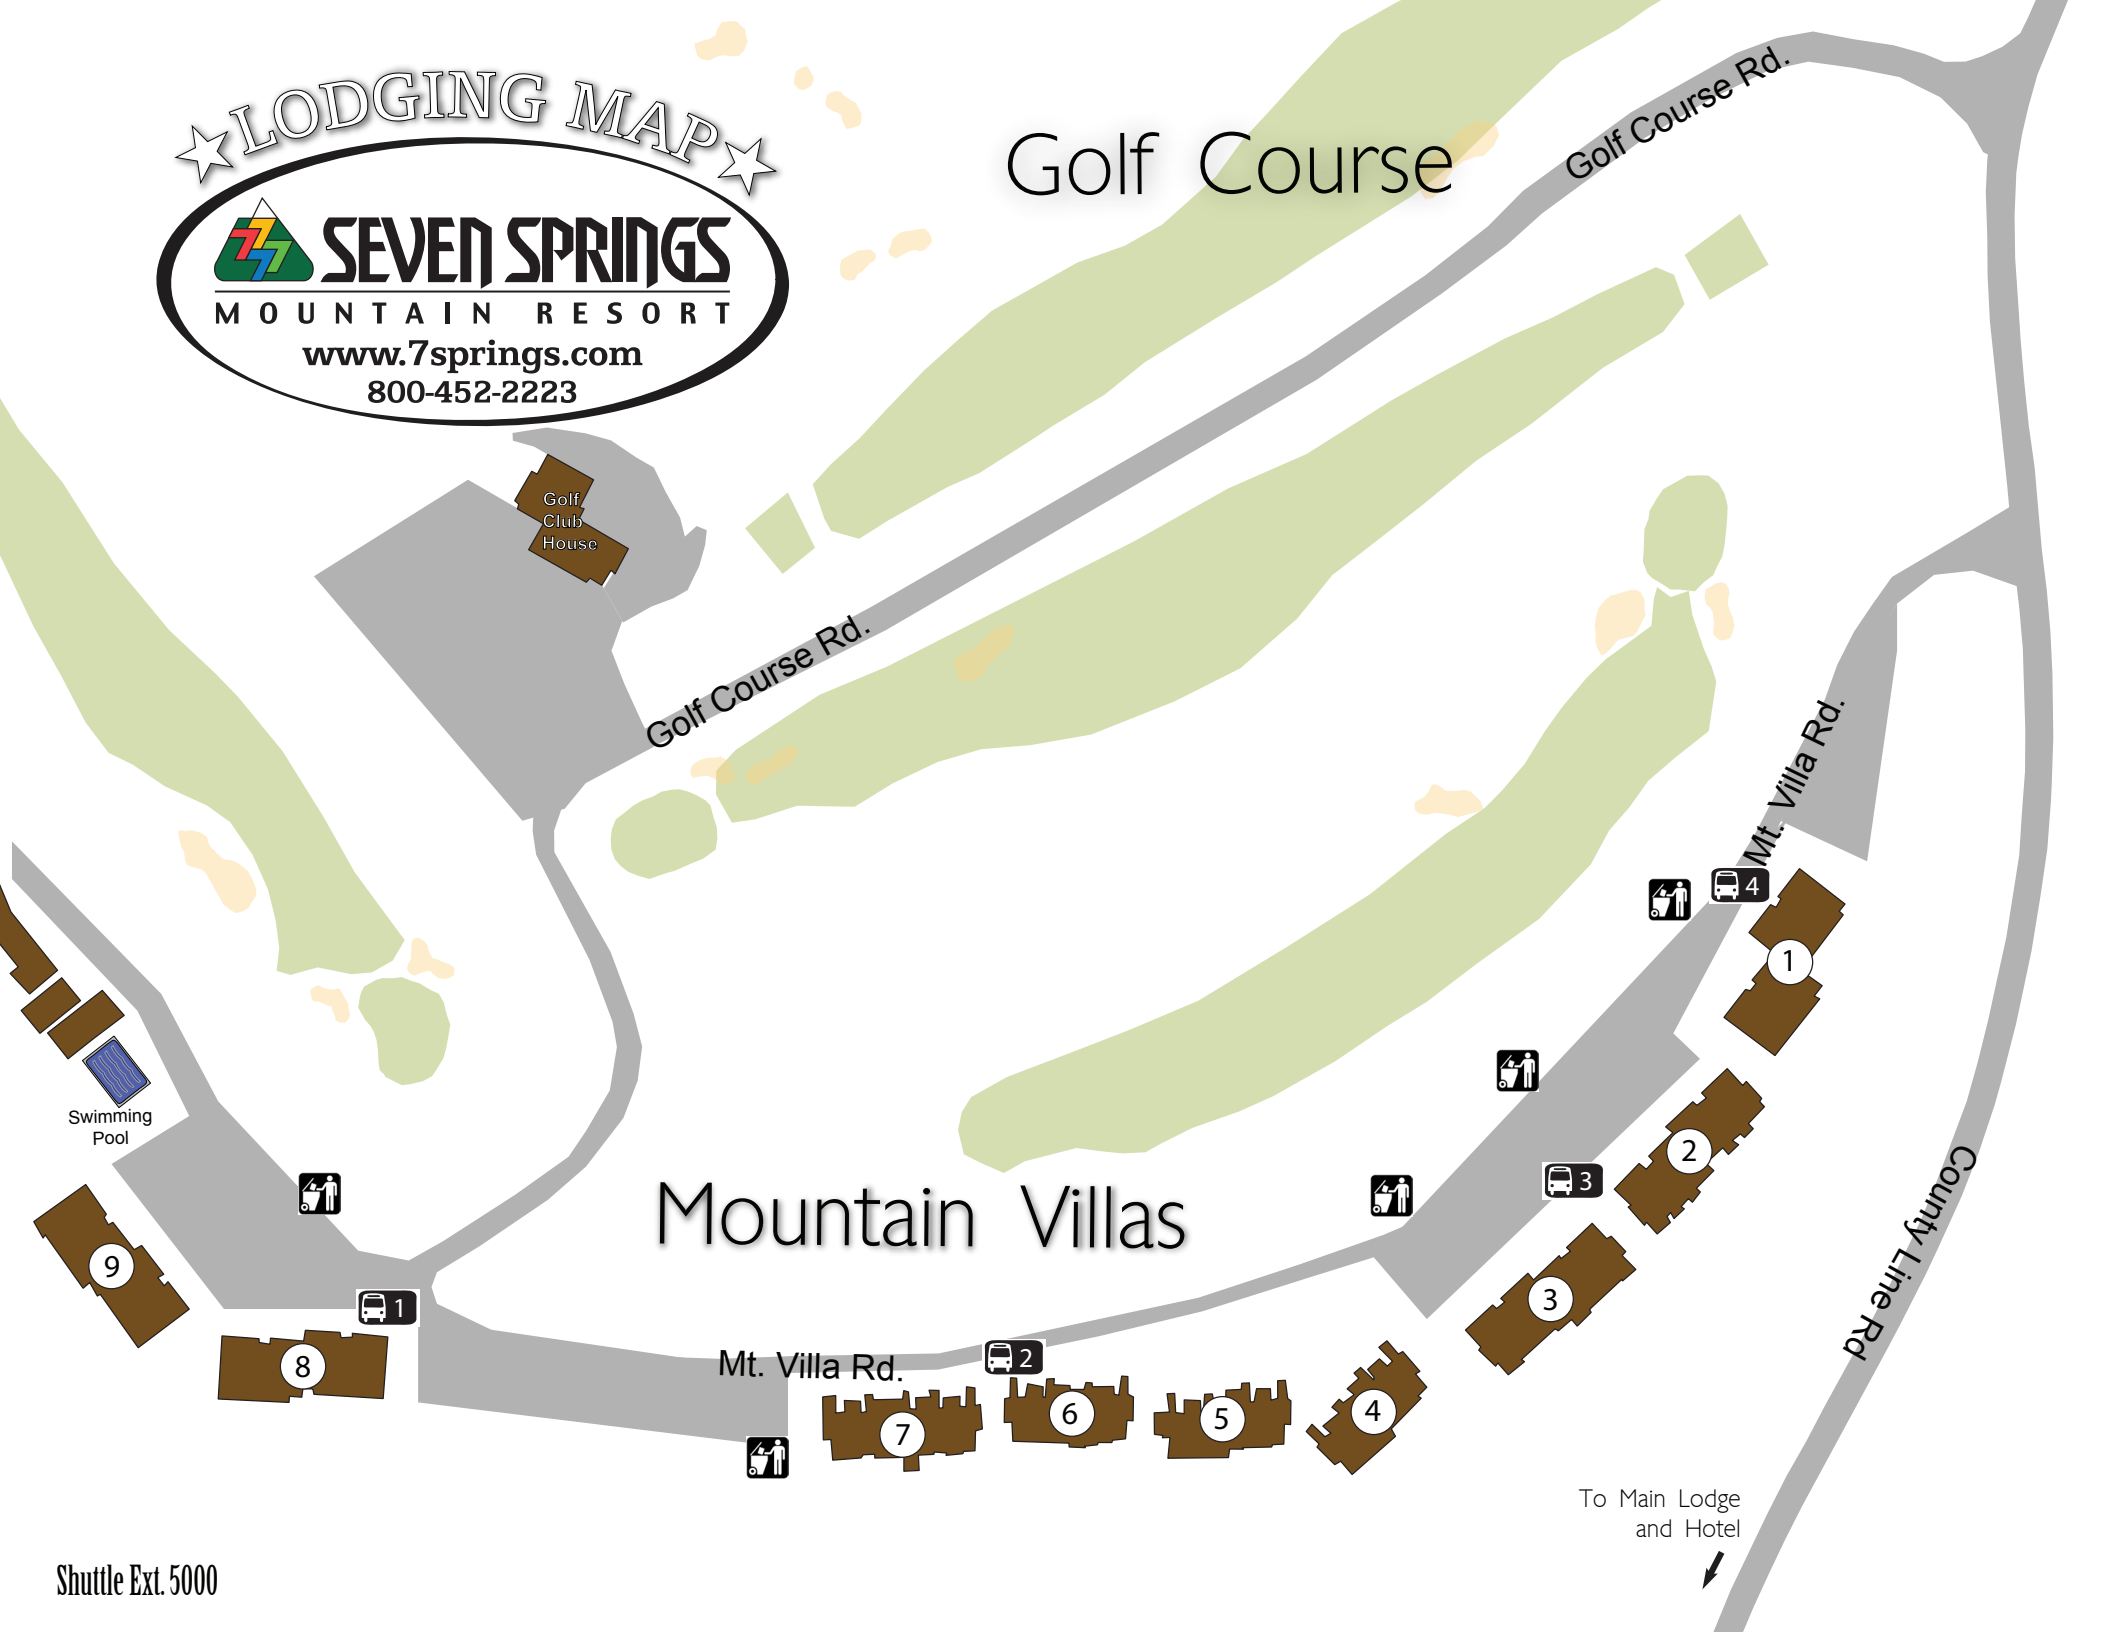 LODGING MAP
SEVEN SPRINGS
MOUNTAIN RESORT
www.7springs.com
800-452-2223
Golf Course
Golf Course Rd.
Golf
Club
House
Golf Course Rd.
Mt. Villa Rd.
4
1
Swimming
Pool
2
3
Mountain Villas
County Line Rd
9
1
3
8
Mt. Villa Rd.
2
7
6
5
4
To Main Lodge
and Hotel
Shuttle Ext. 5000